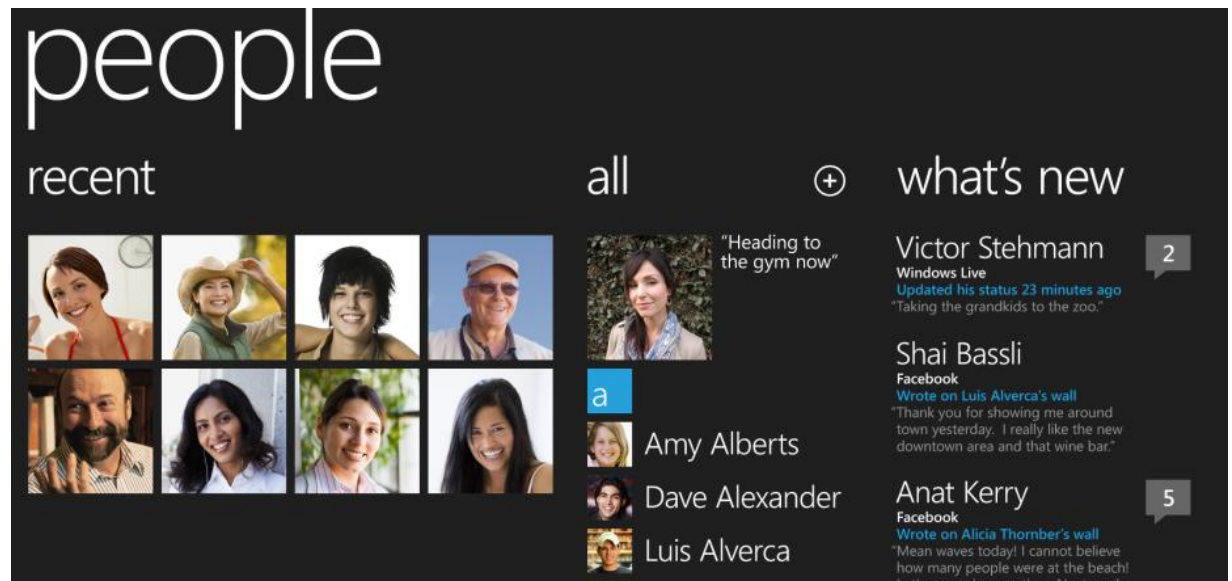 people
recent
all
what's new
"Heading to
the gym now"
a
Amy Alberts
Dave Alexander
Luis Alverca
Victor Stehmann
2
Windows Live
Updated his status 23 minutes ago
"Taking the grandkids to the zoo."
Shai Bassli
Facebook
Wrote on Luis Alverca's wall
"Thank you for showing me around
town yesterday.  I really like the new
downtown area and that wine bar."
Anat Kerry
5
Facebook
Wrote on Alicia Thornber's wall
"Mean waves today! I cannot believe
how many people were at the beach!